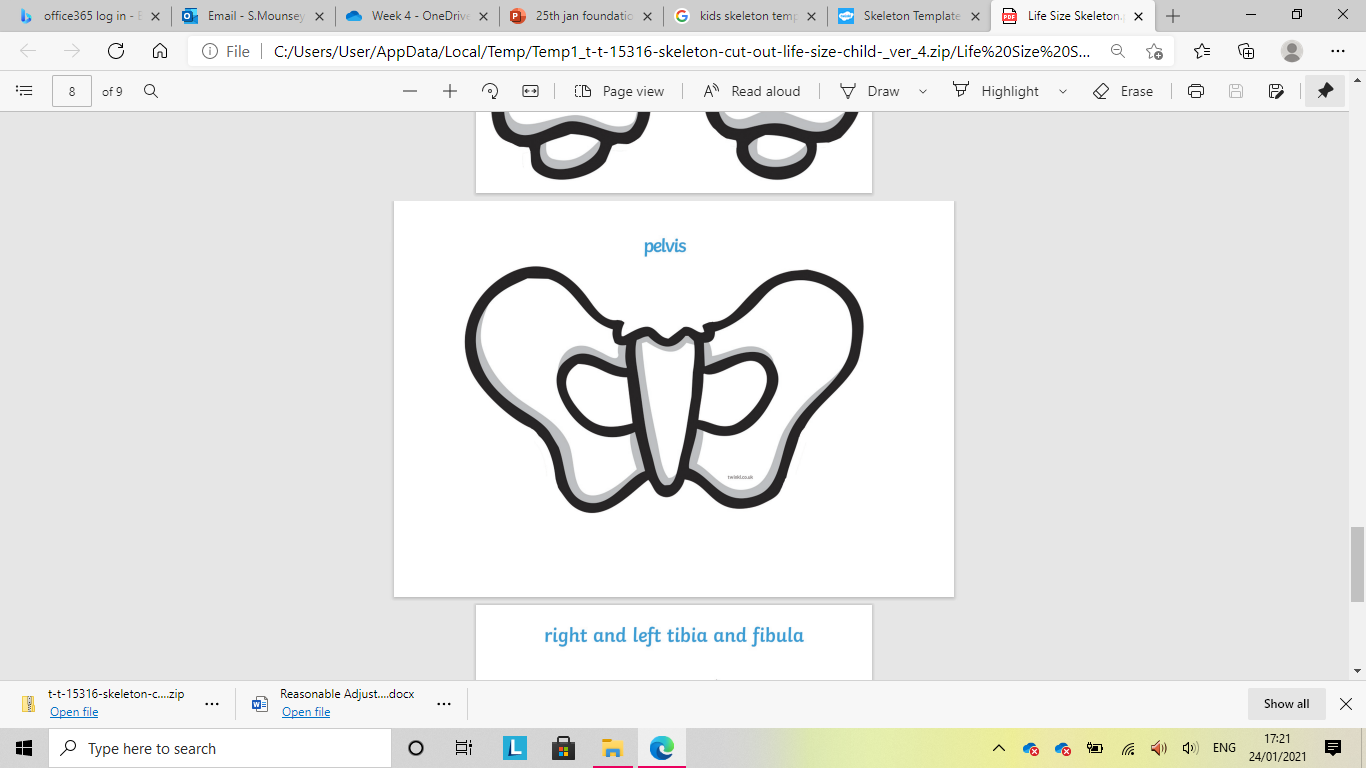 office365 log in - E
Email - S.Mounsey
Week 4 - OneDrive
25th jan foundatio
kids skeleton temp
Skeleton Template
Life Size Skeleton.
File
C:/Users/User/AppData/Local/Temp/Temp1_t-t-15316-skeleton-cut-out-life-size-child-_ver_4.zip/Life%20Size%20S...
8 of 9
Page view
Read aloud
Draw
Highlight
Erase
pelvis
twinkl.co.uk
right and left tibia and fibula
t-t-15316-skeleton-c....zip
Open file
Reasonable Adjust....docx
Open file
Show all
Type here to search
L
ENG
17:21
24/01/2021